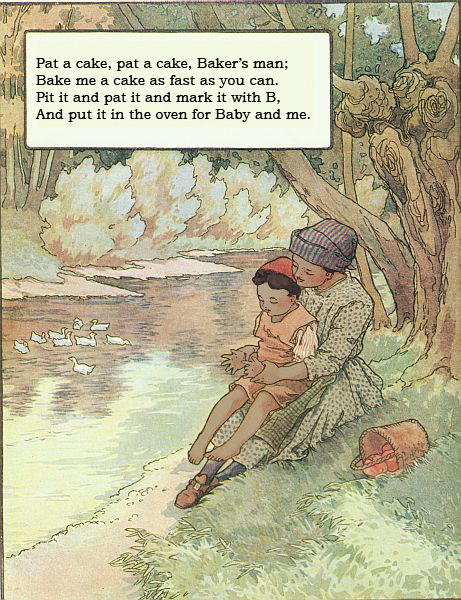 Pat a cake, pat a cake, Baker's man;
Bake me a cake as fast as you can.
Pit it and pat it and mark it with B,
And put it in the oven for Baby and me.